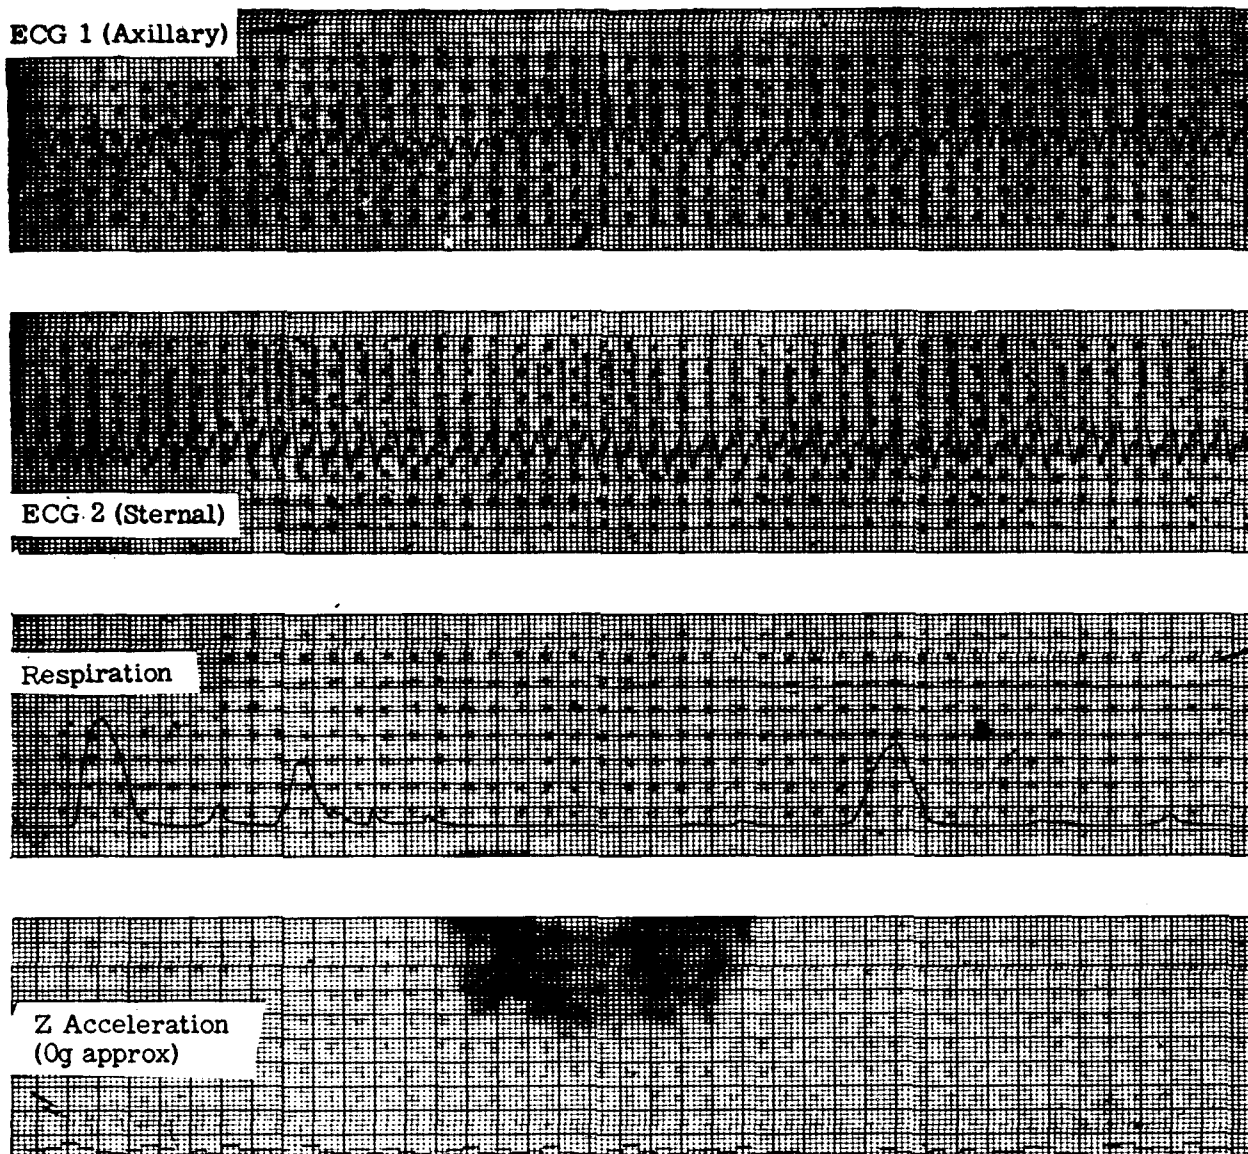 ECG 1 (Axillary)
ECG 2 (Sternal)
Respiration
Z Acceleration
(0g approx)